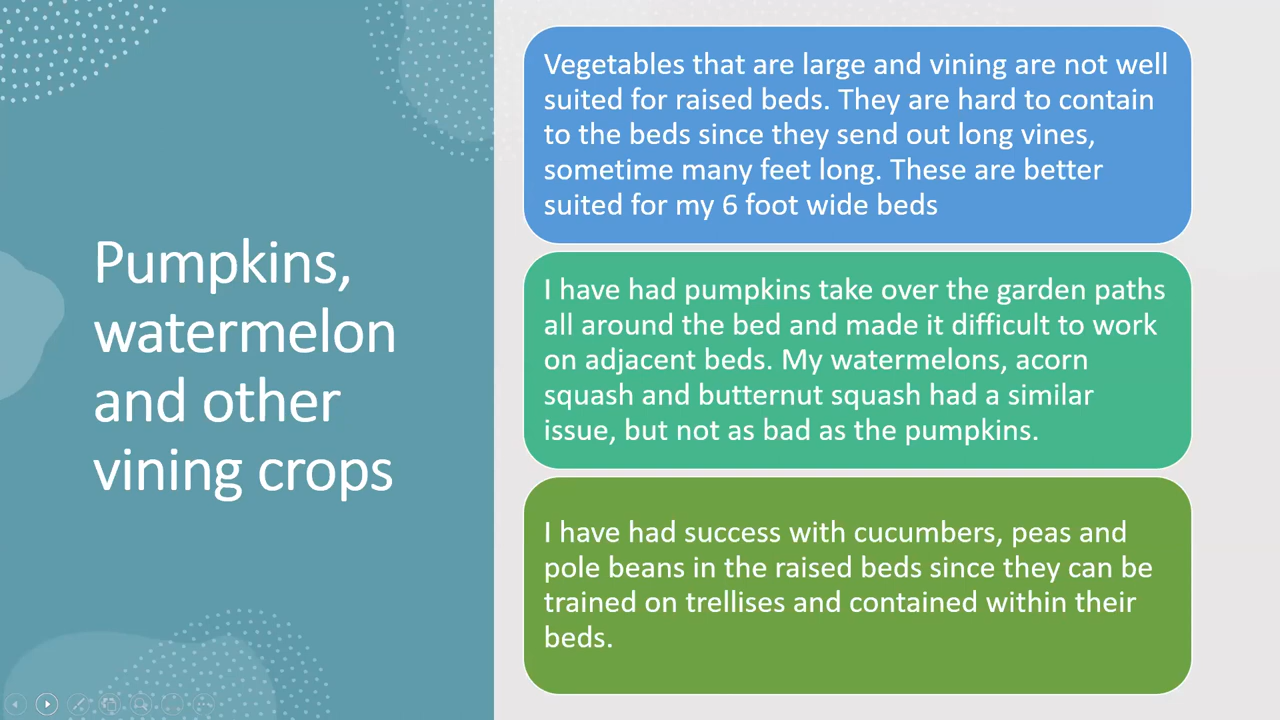 Pumpkins,
watermelon
and other
vining crops
Vegetables that are large and vining are not well
suited for raised beds. They are hard to contain
to the beds since they send out long vines,
sometime many feet long. These are better
suited for my 6 foot wide beds
I have had pumpkins take over the garden paths
all around the bed and made it difficult to work
on adjacent beds. My watermelons, acorn
squash and butternut squash had a similar
issue, but not as bad as the pumpkins.
I have had success with cucumbers, peas and
pole beans in the raised beds since they can be
trained on trellises and contained within their
beds.